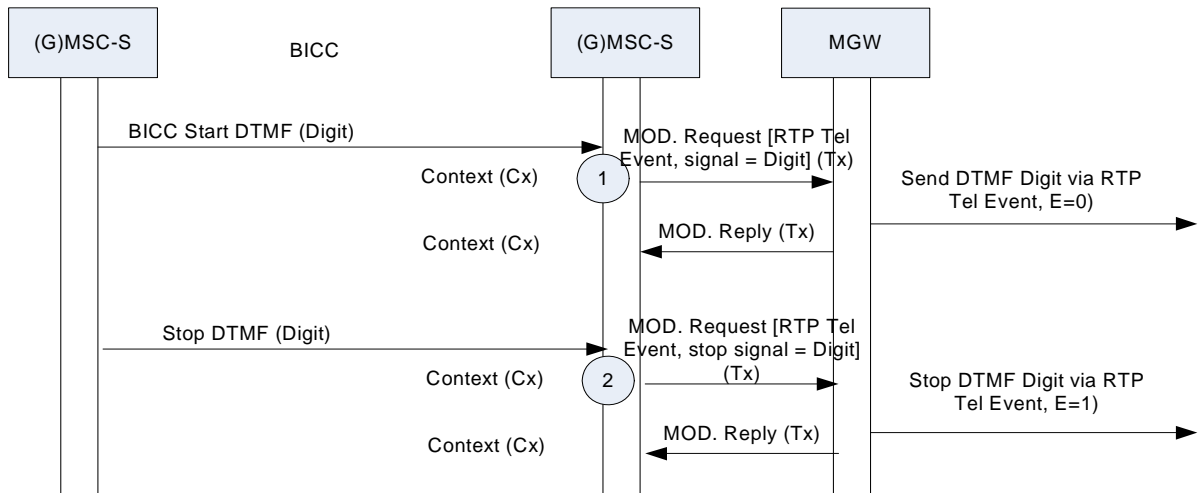 (G)MSC-S
BICC
(G)MSC-S
MGW
BICC Start DTMF (Digit)
MOD. Request [RTP Tel
Event, signal = Digit] (Tx)
Context (Cx)
1
Send DTMF Digit via RTP
Tel Event, E=0)
MOD. Reply (Tx)
Context (Cx)
Stop DTMF (Digit)
MOD. Request [RTP Tel
Event, stop signal = Digit]
(Tx)
Context (Cx)
2
Stop DTMF Digit via RTP
Tel Event, E=1)
MOD. Reply (Tx)
Context (Cx)